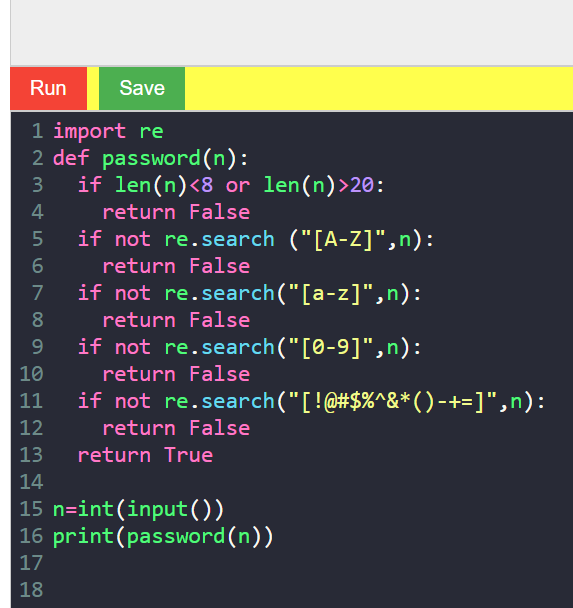 Run Save
1 import re
2 def password(n):
3   if len(n)<8 or len(n)>20:
4     return False
5   if not re.search ("[A-Z]",n):
6     return False
7   if not re.search("[a-z]",n):
8     return False
9   if not re.search("[0-9]",n):
10     return False
11   if not re.search("[!@#$%^&*()-+=]",n):
12     return False
13   return True
14
15 n=int(input())
16 print(password(n))
17
18